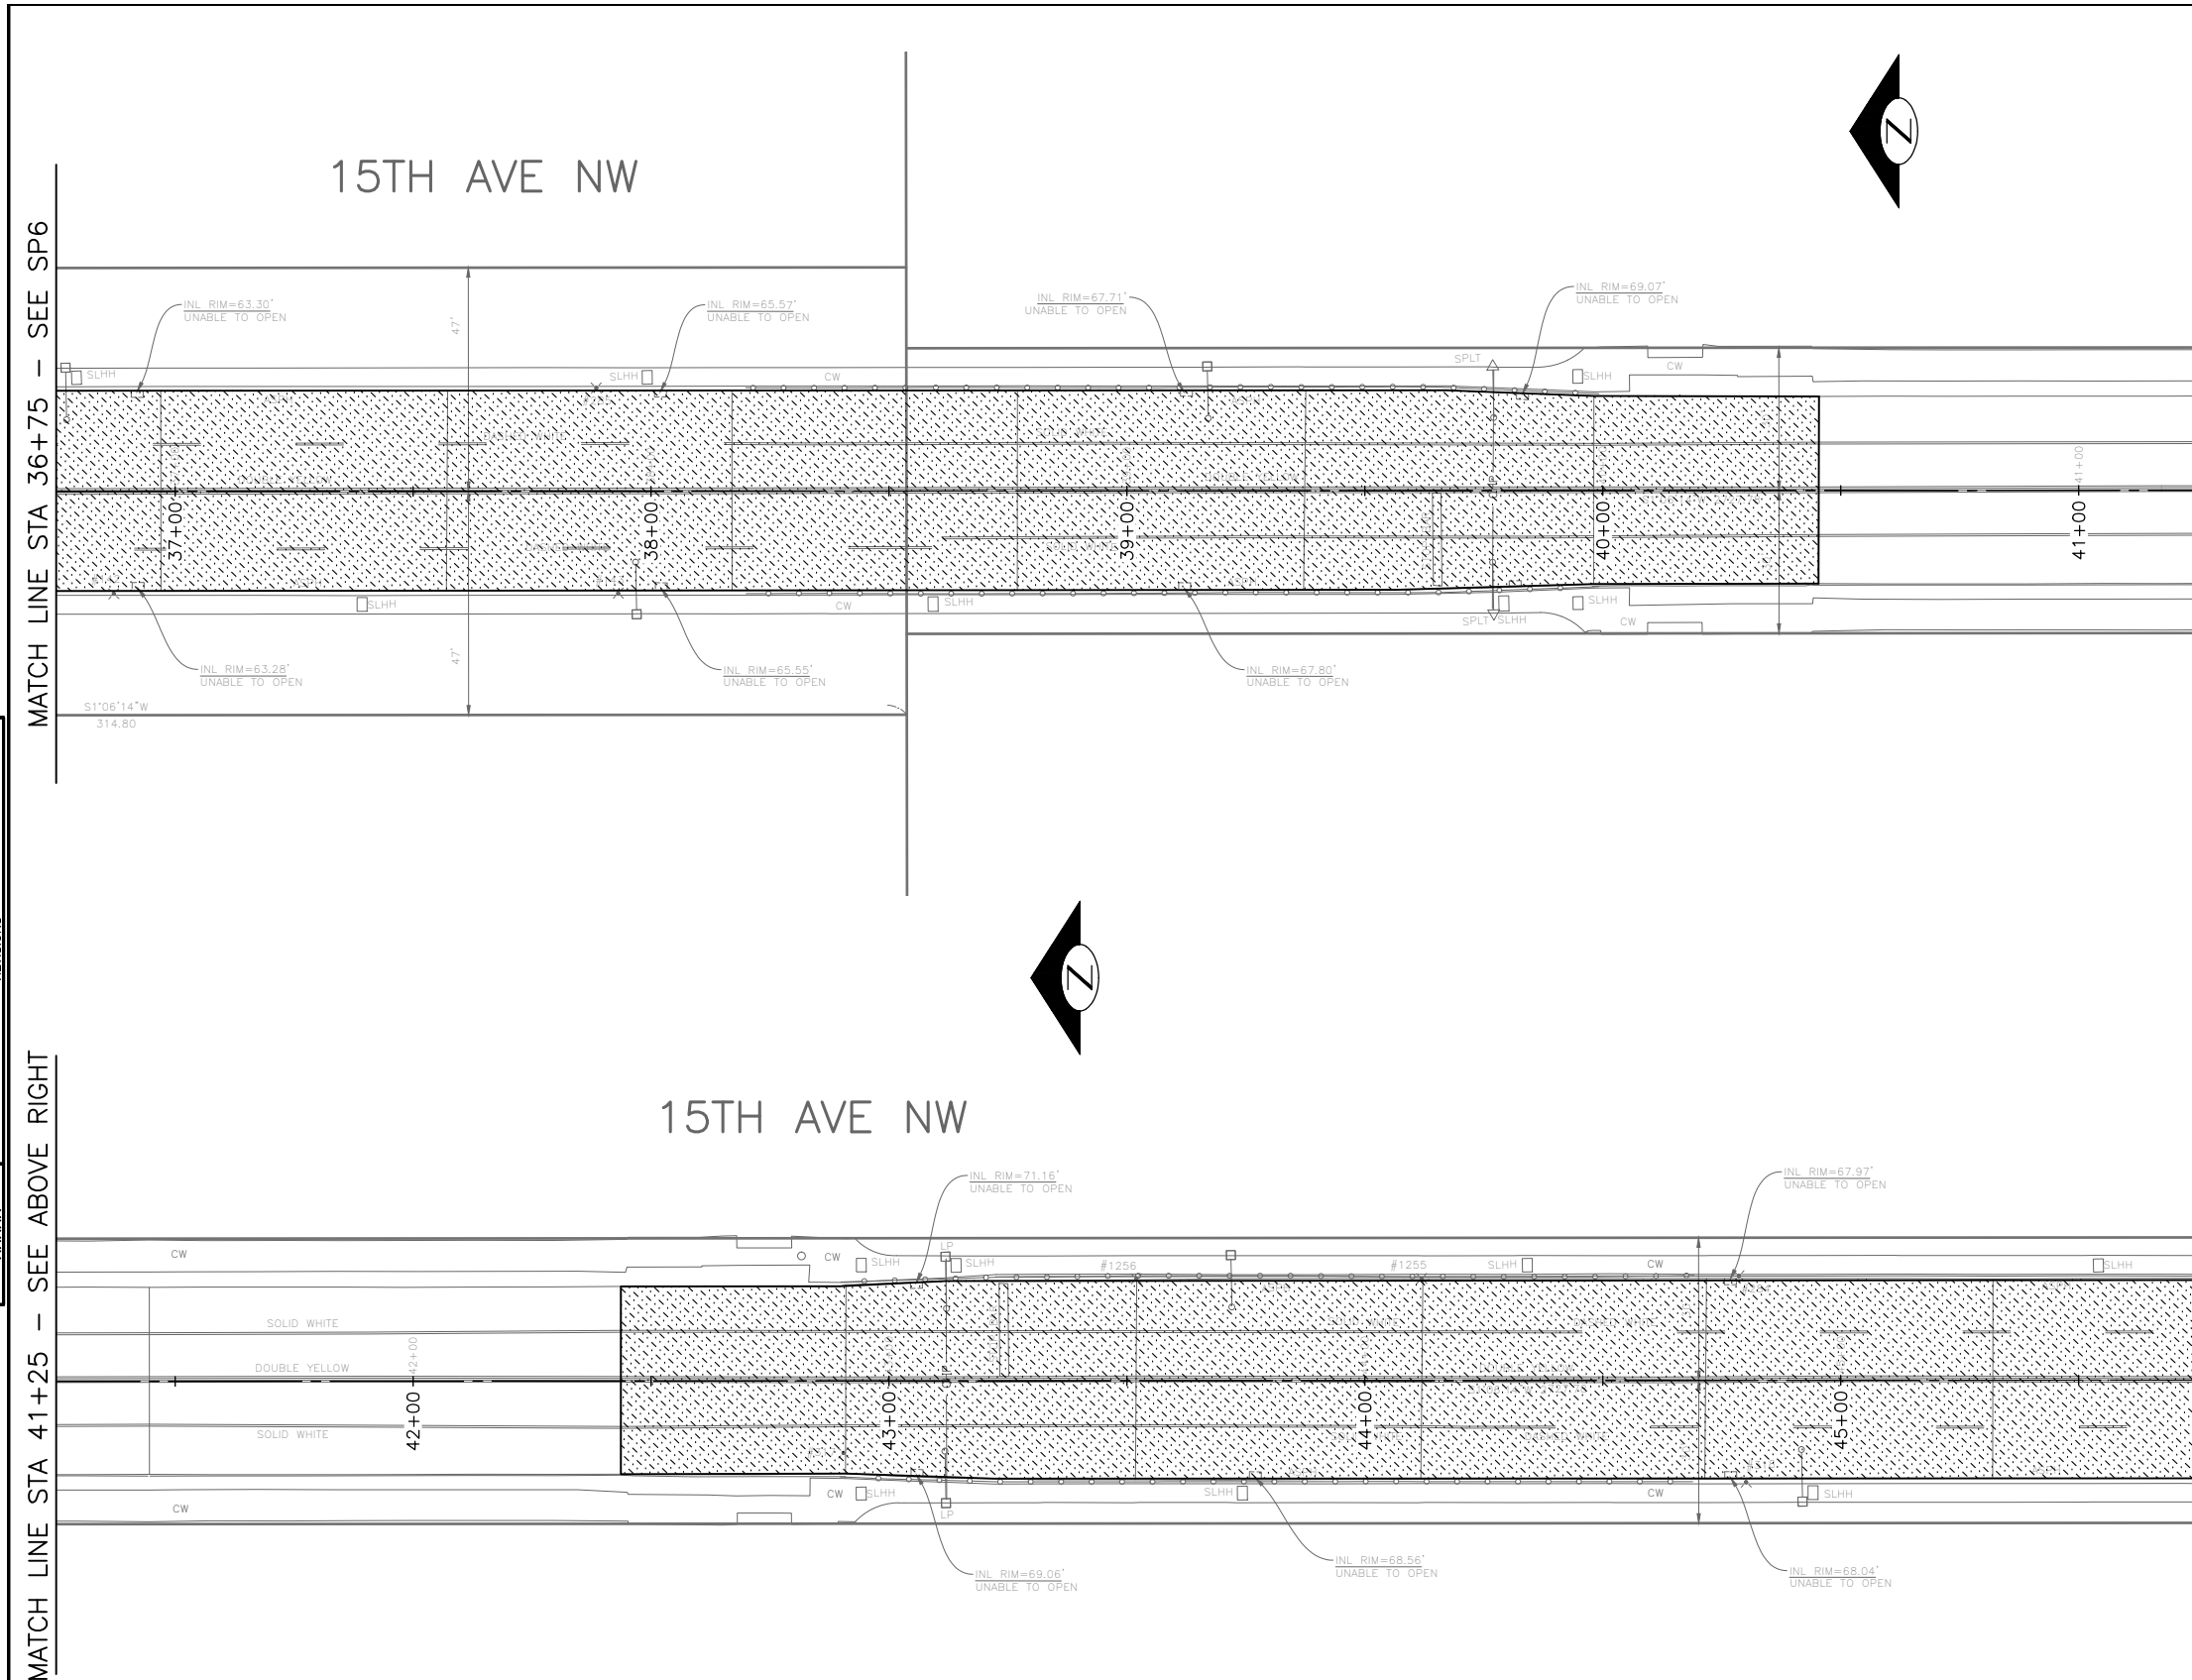 MATCH LINE STA 36+75 — SEE SP6
15TH AVE NW
Z
INL RIM=63.30'
UNABLE TO OPEN
INL RIM=65.57'
UNABLE TO OPEN
INL RIM=67.71'
UNABLE TO OPEN
INL RIM=69.07'
UNABLE TO OPEN
47'
SLHH
SLHH
CW
SPLT
SLHH
CW
37+00
38+00
39+00
40+00
41+00
41+00
SLHH
CW
SLHH
SPLT
SLHH
SLHH
CW
47'
INL RIM=63.28'
UNABLE TO OPEN
INL RIM=65.55'
UNABLE TO OPEN
INL RIM=67.80'
UNABLE TO OPEN
S1°06'14"W
314.80
Z
MATCH LINE STA 41+25 — SEE ABOVE RIGHT
15TH AVE NW
INL RIM=71.16'
UNABLE TO OPEN
INL RIM=67.97'
UNABLE TO OPEN
CW
CW
SLHH
LP
SLHH
#1256
#1255
SLHH
CW
SLHH
SOLID WHITE
DOUBLE YELLOW
42+00
42+00
43+00
44+00
45+00
SOLID WHITE
CW
CW
SLHH
LP
SLHH
CW
SLHH
INL RIM=69.06'
UNABLE TO OPEN
INL RIM=68.56'
UNABLE TO OPEN
INL RIM=68.04'
UNABLE TO OPEN